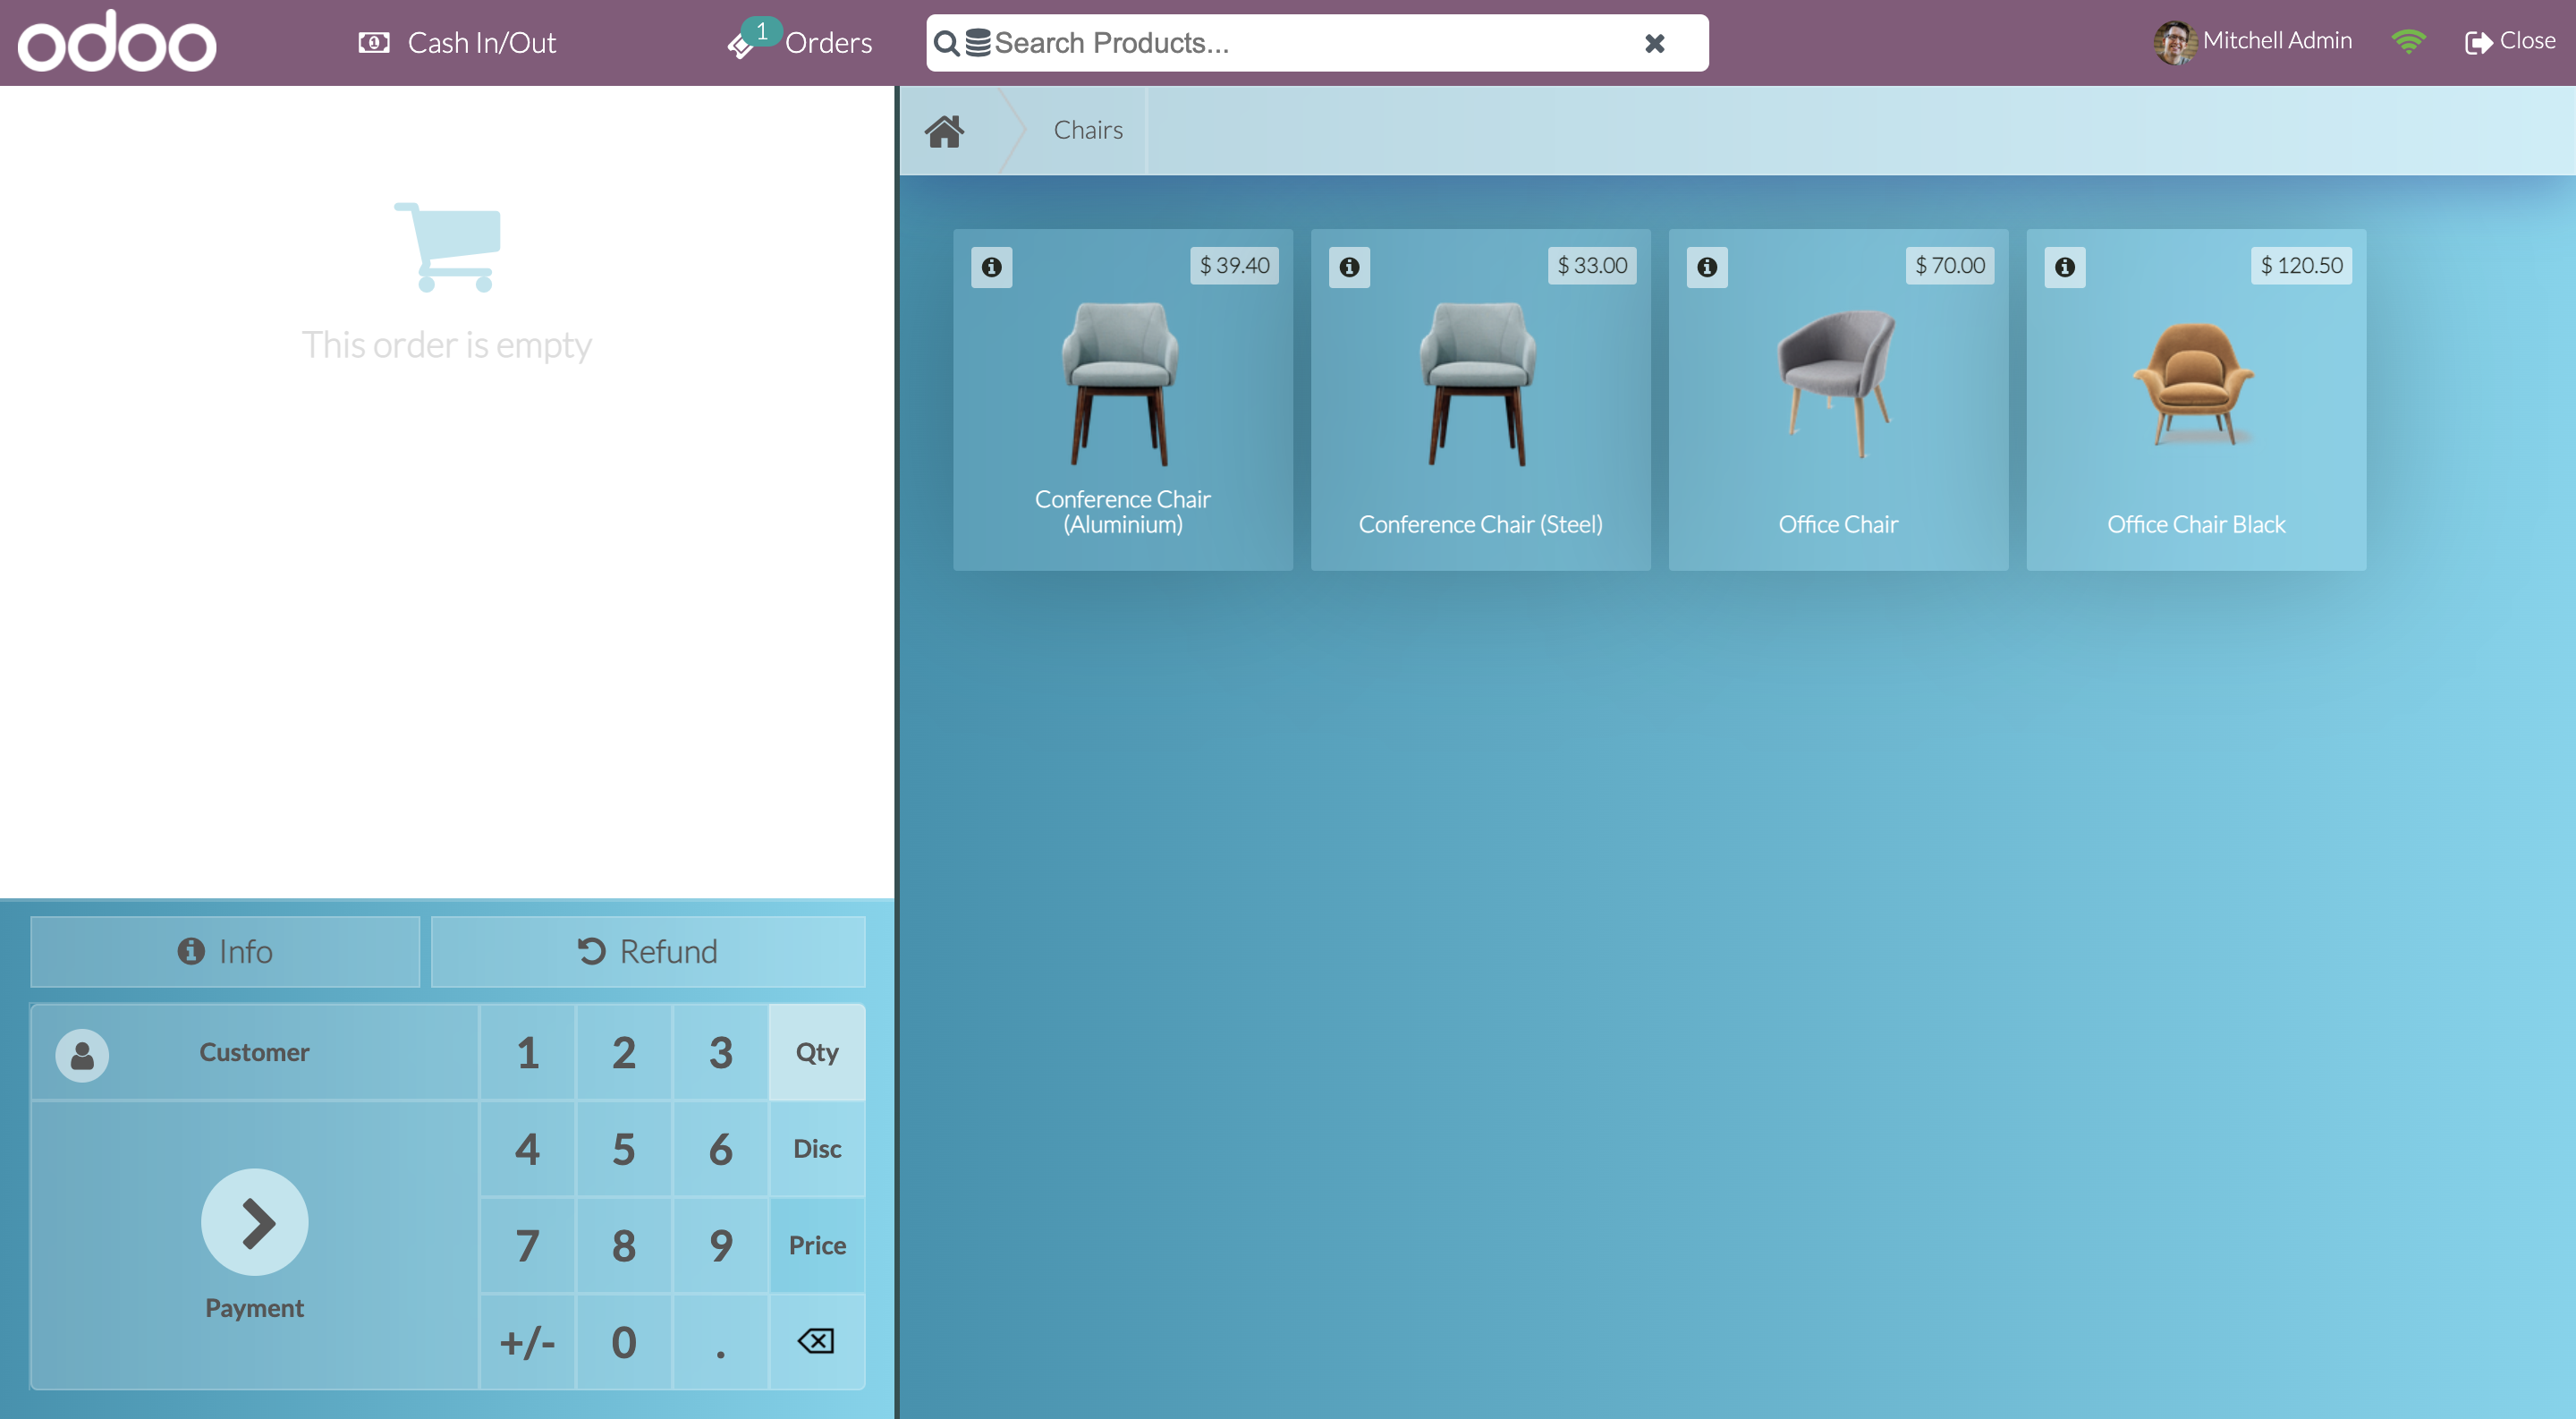 odoo
Cash In/Out
1
Orders
Search Products...
Mitchell Admin
Close
This order is empty
Chairs
$ 39.40
Conference Chair
(Aluminium)
$ 33.00
Conference Chair (Steel)
$ 70.00
Office Chair
$ 120.50
Office Chair Black
Info
Refund
Customer
1 2 3 Qty
4 5 6 Disc
7 8 9 Price
Payment
+/- 0 .